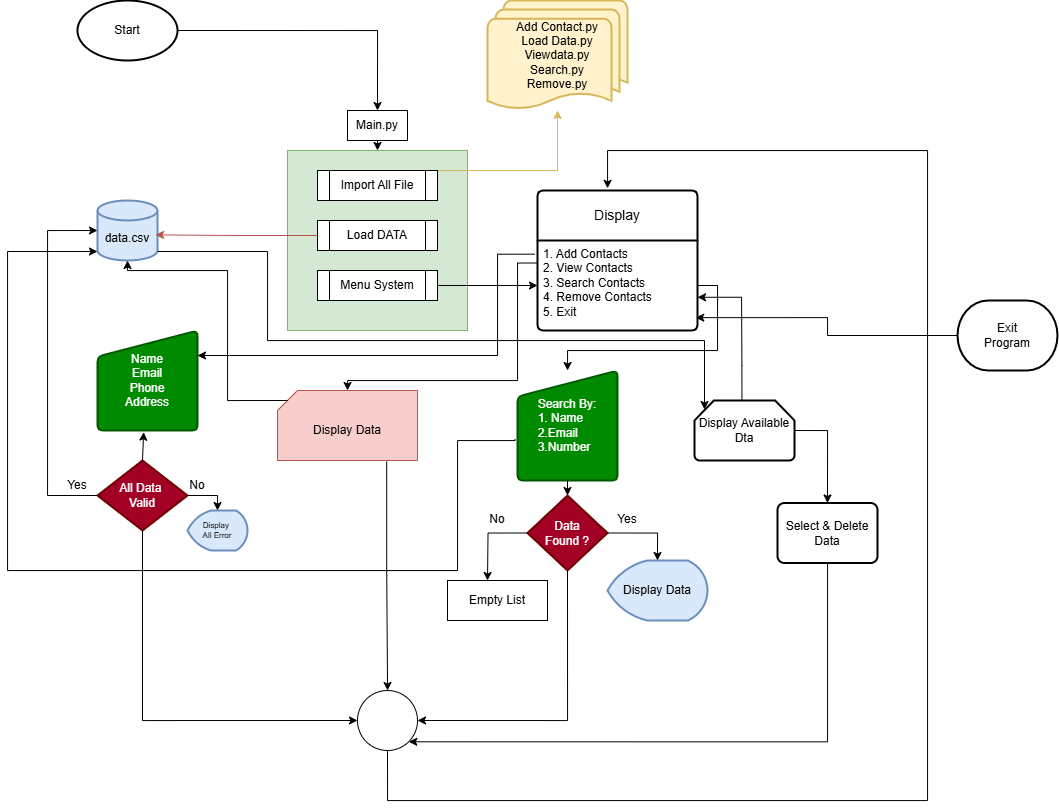 Start
Add Contact.py
Load Data.py
Viewdata.py
Search.py
Remove.py
Main.py
Import All File
Load DATA
Menu System
data.csv
Display
1. Add Contacts
2. View Contacts
3. Search Contacts
4. Remove Contacts
5. Exit
Exit
Program
Name
Email
Phone
Address
Display Data
Search By:
1. Name
2.Email
3.Number
Display Available
Dta
Yes
All Data
Valid
No
Display
All Error
No
Data
Found ?
Yes
Select & Delete
Data
Empty List
Display Data